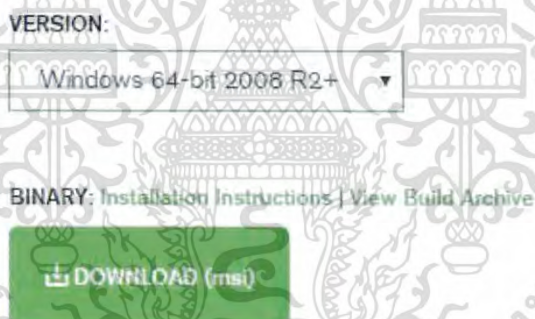 VERSION:
Windows 64-bit 2008 R2+
BINARY: Installation Instructions | View Build Archive
DOWNLOAD (msi)